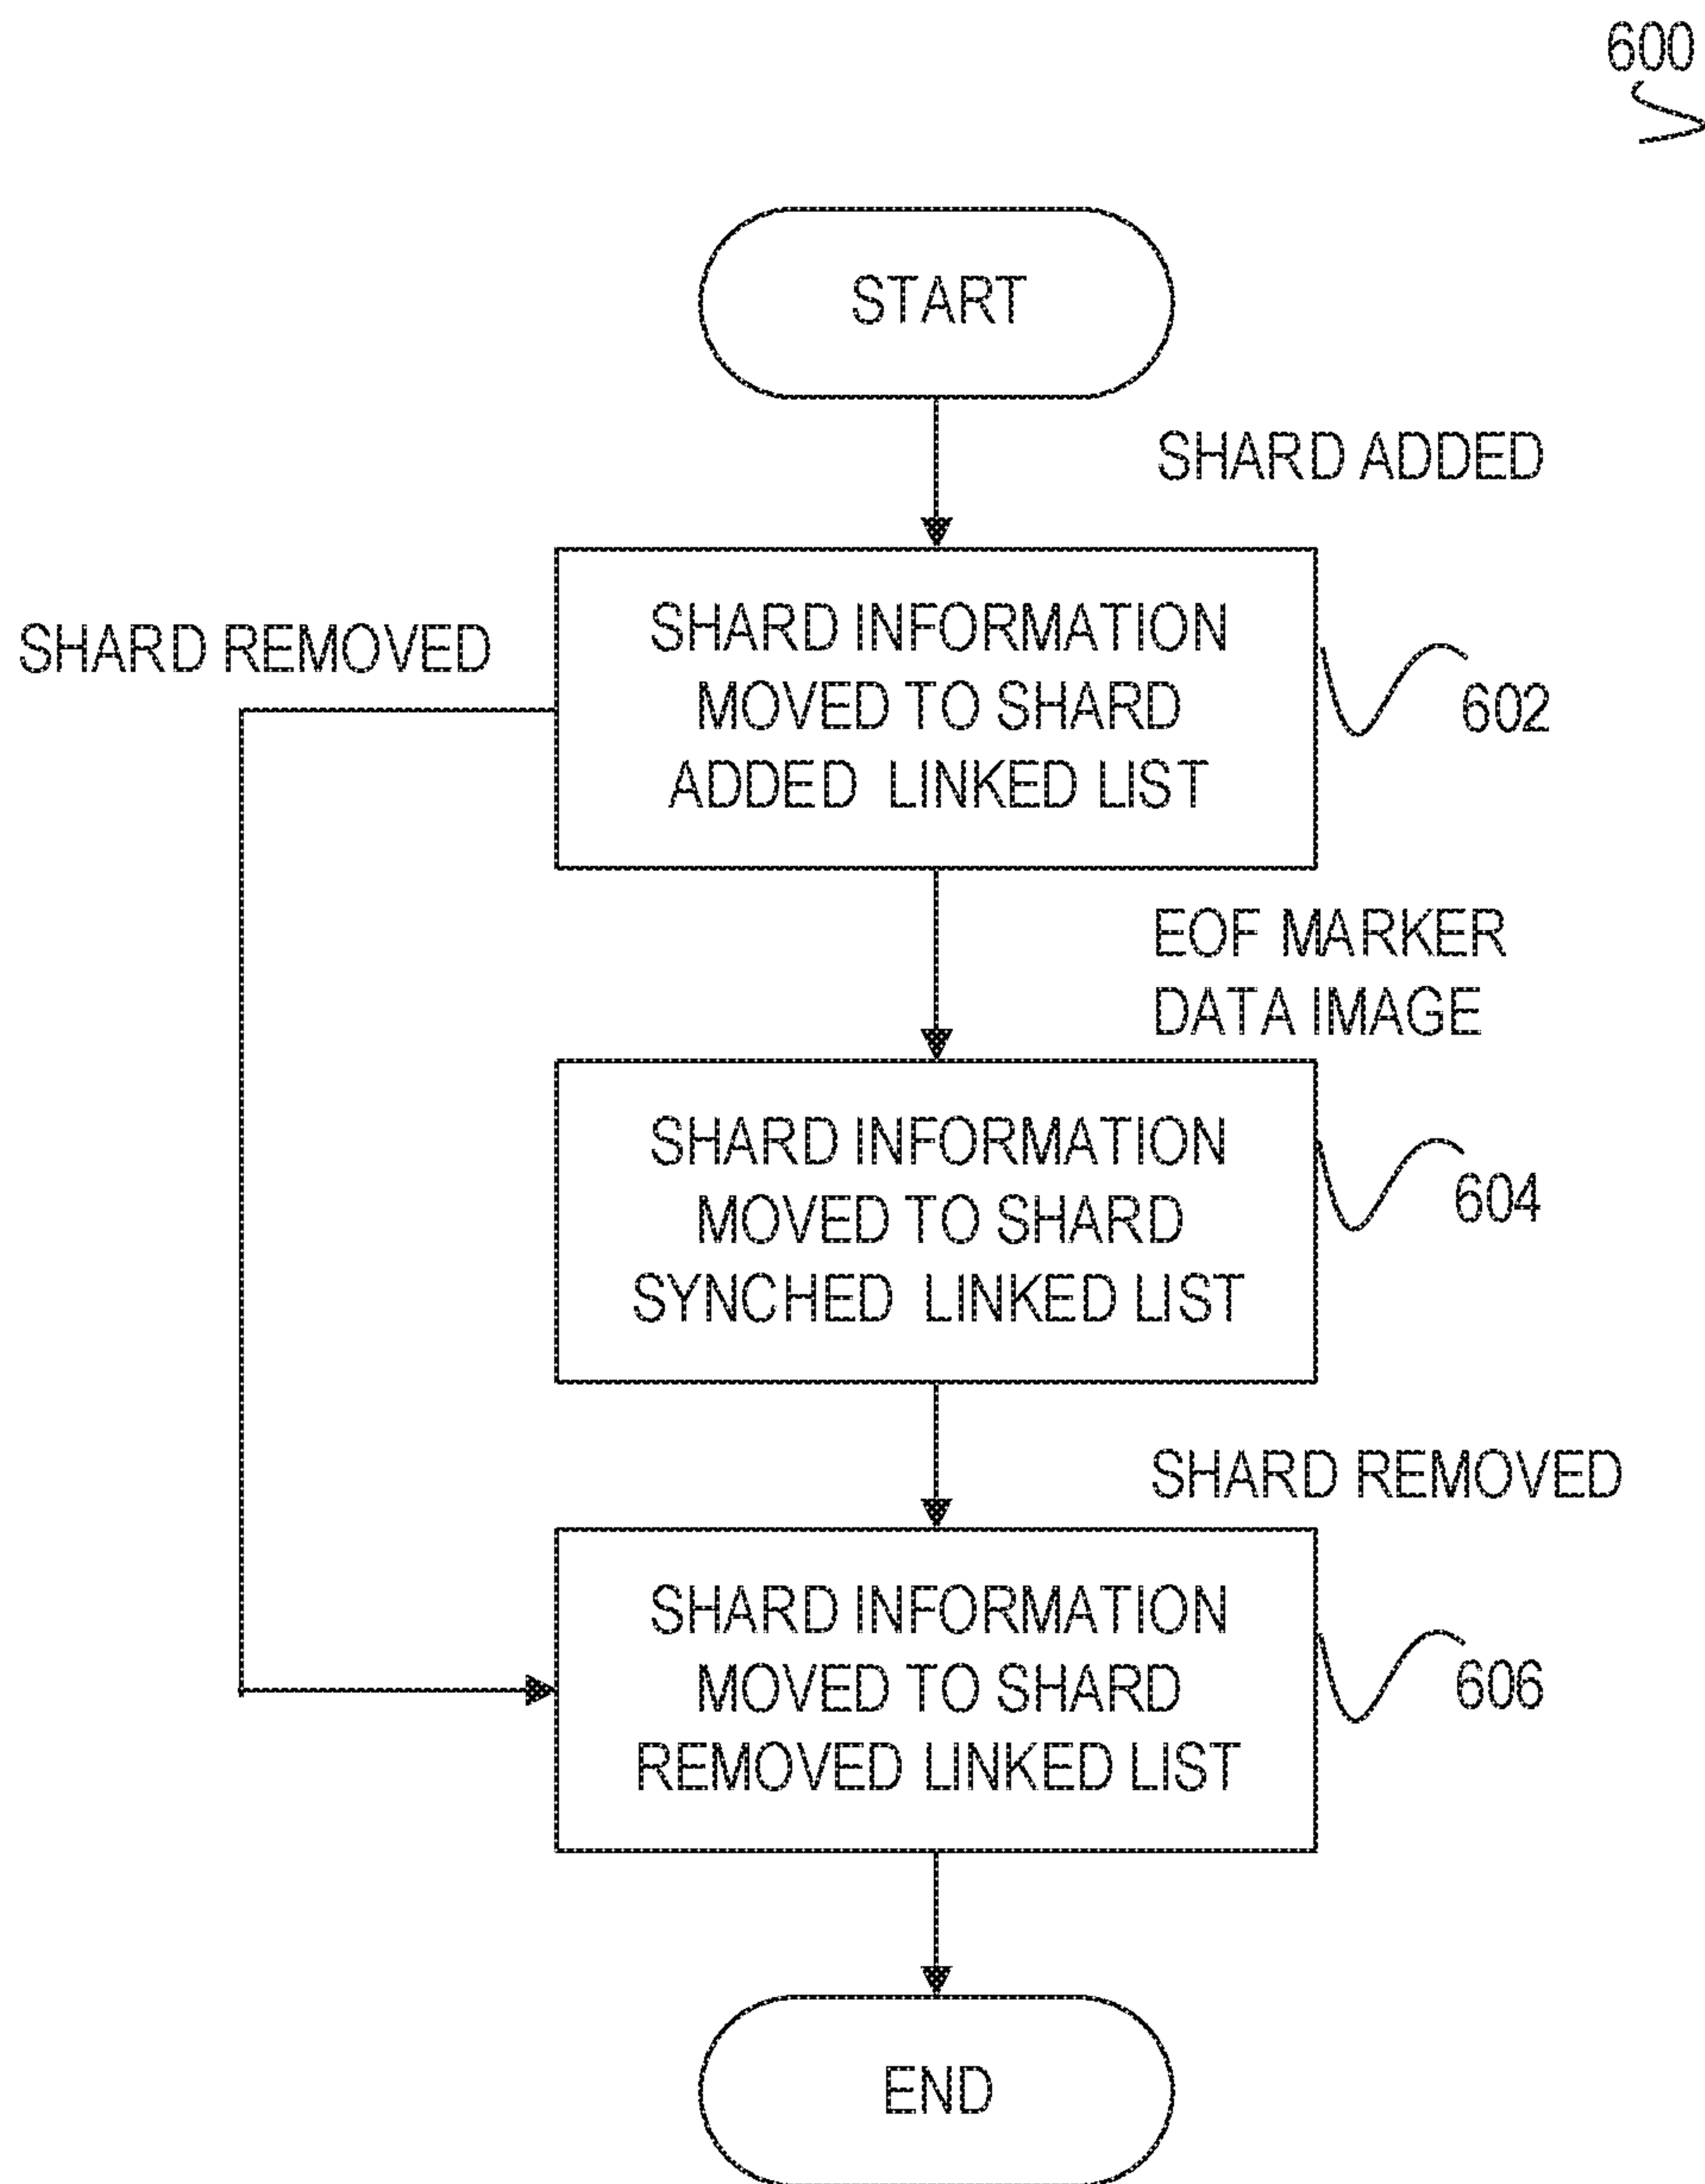 600
START
SHARD ADDED
SHARD INFORMATION
MOVED TO SHARD
ADDED LINKED LIST
SHARD REMOVED
602
EOF MARKER
DATA IMAGE
SHARD INFORMATION
MOVED TO SHARD
SYNCHED LINKED LIST
604
SHARD REMOVED
SHARD INFORMATION
MOVED TO SHARD
REMOVED LINKED LIST
606
END